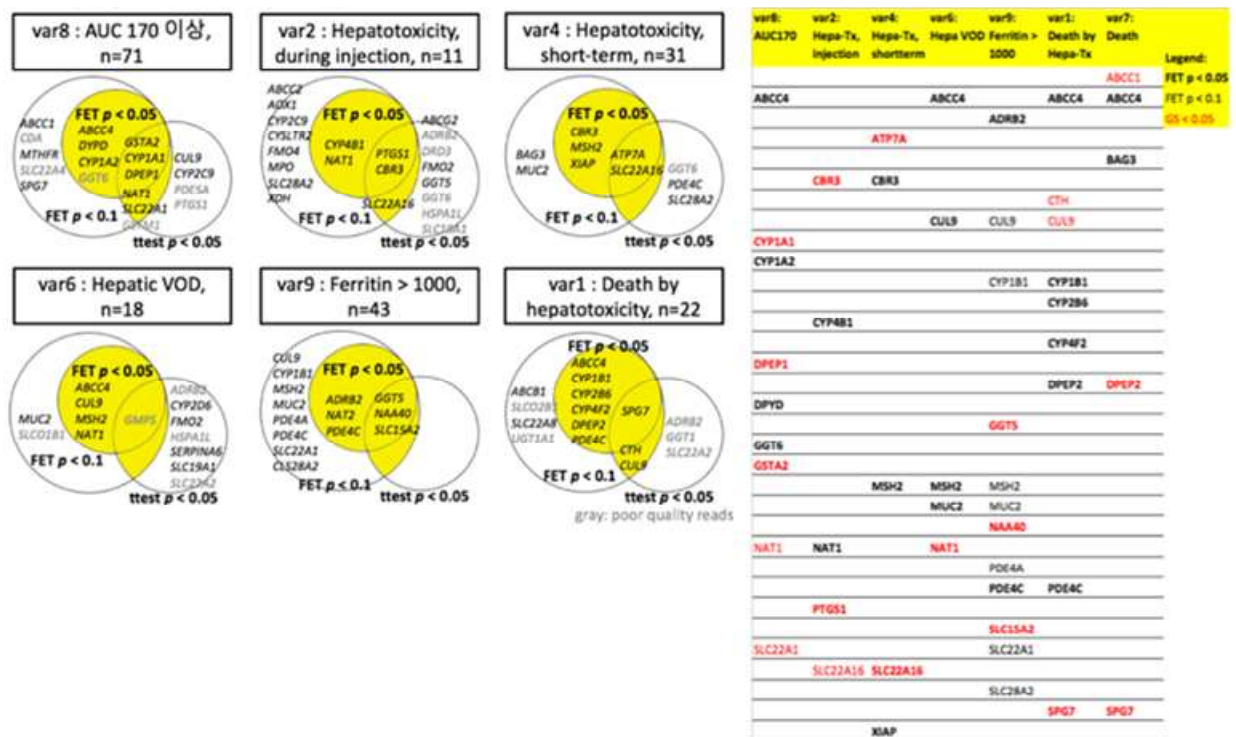 var8 : AUC 170 이상,
n=71
FET p < 0.05
ABCC1
CDA
MTHFR
SLC22A4
SPG7
ABCC4
DYPD
CYP1A2
GGT6
GSTA2
CYP1A1
DPEP1
NAT1
SLC22A1
GSTM1
CUL9
CYP2C9
PDE5A
PTGS1
FET p < 0.1
ttest p < 0.05
var2 : Hepatotoxicity,
during injection, n=11
ABCC2
AOX1
CYP2C9
CYSLTR2
FMO4
MPO
SLC28A2
XDH
FET p < 0.05
CYP4B1
NAT1
PTGS1
CBR3
SLC22A16
ABCG2
ADRB2
DRD3
FMO2
GGT5
GGT6
HSPA1L
SLC19A1
FET p < 0.1
ttest p < 0.05
var4 : Hepatotoxicity,
short-term, n=31
FET p < 0.05
BAG3
MUC2
CBR3
MSH2
XIAP
ATP7A
SLC22A16
GGT6
PDE4C
SLC28A2
FET p < 0.1
ttest p < 0.05
var6 : Hepatic VOD,
n=18
FET p < 0.05
MUC2
SLCO1B1
ABCC4
CUL9
MSH2
NAT1
GMPS
ADRB2
CYP2D6
FMO2
HSPA1L
SERPINA6
SLC19A1
SLC22A2
FET p < 0.1
ttest p < 0.05
var9 : Ferritin > 1000,
n=43
CUL9
CYP1B1
MSH2
MUC2
PDE4A
PDE4C
SLC22A1
CLS28A2
FET p < 0.05
ADRB2
NAT2
PDE4C
GGT5
NAA40
SLC15A2
FET p < 0.1
ttest p < 0.05
var1 : Death by
hepatotoxicity, n=22
FET p < 0.05
ABCB1
SLCO2B1
SLC22A8
UGT1A1
ABCC4
CYP1B1
CYP2B6
CYP4F2
DPEP2
PDE4C
SPG7
CTH
CUL9
ADRB2
GGT1
SLC22A2
FET p < 0.1
ttest p < 0.05
gray: poor quality reads
var8: var2: var4: var6: var9: var1: var7:
AUC170 Hepa-Tx, Hepa-Tx, Hepa VOD Ferritin > Death by Death
injection shortterm 1000 Hepa-Tx
Legend:
ABCC1 FET p < 0.05
ABCC4 ABCC4 ABCC4 ABCC4 FET p < 0.1
ADRB2 GS < 0.05
ATP7A
BAG3
CBR3 CBR3
CTH
CUL9 CUL9 CUL9
CYP1A1
CYP1A2
CYP1B1 CYP1B1
CYP2B6
CYP4B1
CYP4F2
DPEP1
DPEP2 DPEP2
DPYD
GGT5
GGT6
GSTA2
MSH2 MSH2 MSH2
MUC2 MUC2
NAA40
NAT1 NAT1 NAT1
PDE4A
PDE4C PDE4C
PTGS1
SLC15A2
SLC22A1 SLC22A1
SLC22A16 SLC22A16
SLC28A2
SPG7 SPG7
XIAP